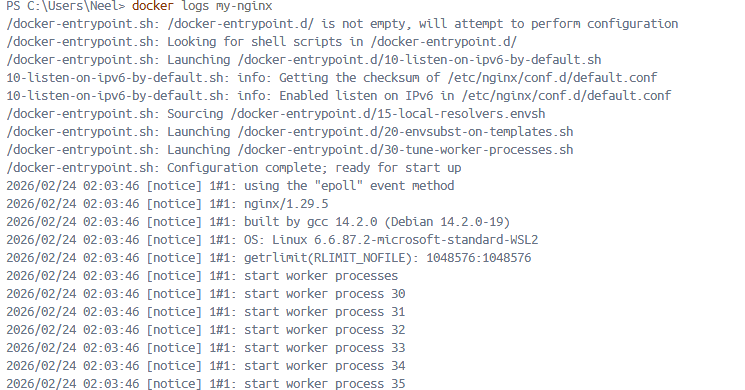 PS C:\Users\Neel> docker logs my-nginx
/docker-entrypoint.sh: /docker-entrypoint.d/ is not empty, will attempt to perform configuration
/docker-entrypoint.sh: Looking for shell scripts in /docker-entrypoint.d/
/docker-entrypoint.sh: Launching /docker-entrypoint.d/10-listen-on-ipv6-by-default.sh
10-listen-on-ipv6-by-default.sh: info: Getting the checksum of /etc/nginx/conf.d/default.conf
10-listen-on-ipv6-by-default.sh: info: Enabled listen on IPv6 in /etc/nginx/conf.d/default.conf
/docker-entrypoint.sh: Sourcing /docker-entrypoint.d/15-local-resolvers.envsh
/docker-entrypoint.sh: Launching /docker-entrypoint.d/20-envsubst-on-templates.sh
/docker-entrypoint.sh: Launching /docker-entrypoint.d/30-tune-worker-processes.sh
/docker-entrypoint.sh: Configuration complete; ready for start up
2026/02/24 02:03:46 [notice] 1#1: using the "epoll" event method
2026/02/24 02:03:46 [notice] 1#1: nginx/1.29.5
2026/02/24 02:03:46 [notice] 1#1: built by gcc 14.2.0 (Debian 14.2.0-19)
2026/02/24 02:03:46 [notice] 1#1: OS: Linux 6.6.87.2-microsoft-standard-WSL2
2026/02/24 02:03:46 [notice] 1#1: getrlimit(RLIMIT_NOFILE): 1048576:1048576
2026/02/24 02:03:46 [notice] 1#1: start worker processes
2026/02/24 02:03:46 [notice] 1#1: start worker process 30
2026/02/24 02:03:46 [notice] 1#1: start worker process 31
2026/02/24 02:03:46 [notice] 1#1: start worker process 32
2026/02/24 02:03:46 [notice] 1#1: start worker process 33
2026/02/24 02:03:46 [notice] 1#1: start worker process 34
2026/02/24 02:03:46 [notice] 1#1: start worker process 35